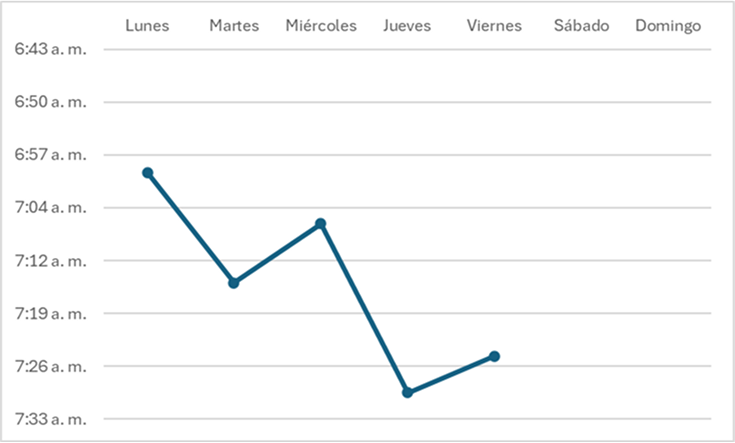 Lunes Martes Miércoles Jueves Viernes Sábado Domingo
6:43 a. m.
6:50 a. m.
6:57 a. m.
7:04 a. m.
7:12 a. m.
7:19 a. m.
7:26 a. m.
7:33 a. m.